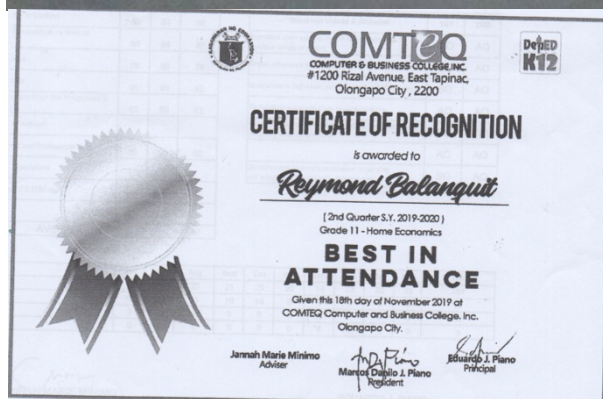 COMTEQ
COMPUTER & BUSINESS COLLEGE, INC.
#1200 Rizal Avenue, East Tapinac,
Olongapo City , 2200
DepED
K12
CERTIFICATE OF RECOGNITION
is awarded to
Reymond Balanquit
( 2nd Quarter S.Y. 2019-2020 )
Grade 11 - Home Economics
BEST IN
ATTENDANCE
Given this 18th day of November 2019 at
COMTEQ Computer and Business College. Inc.
Olongapo City.
Jannah Marie Minimo
Adviser
Marcos Danilo J. Piano
President
Eduardo J. Piano
Principal